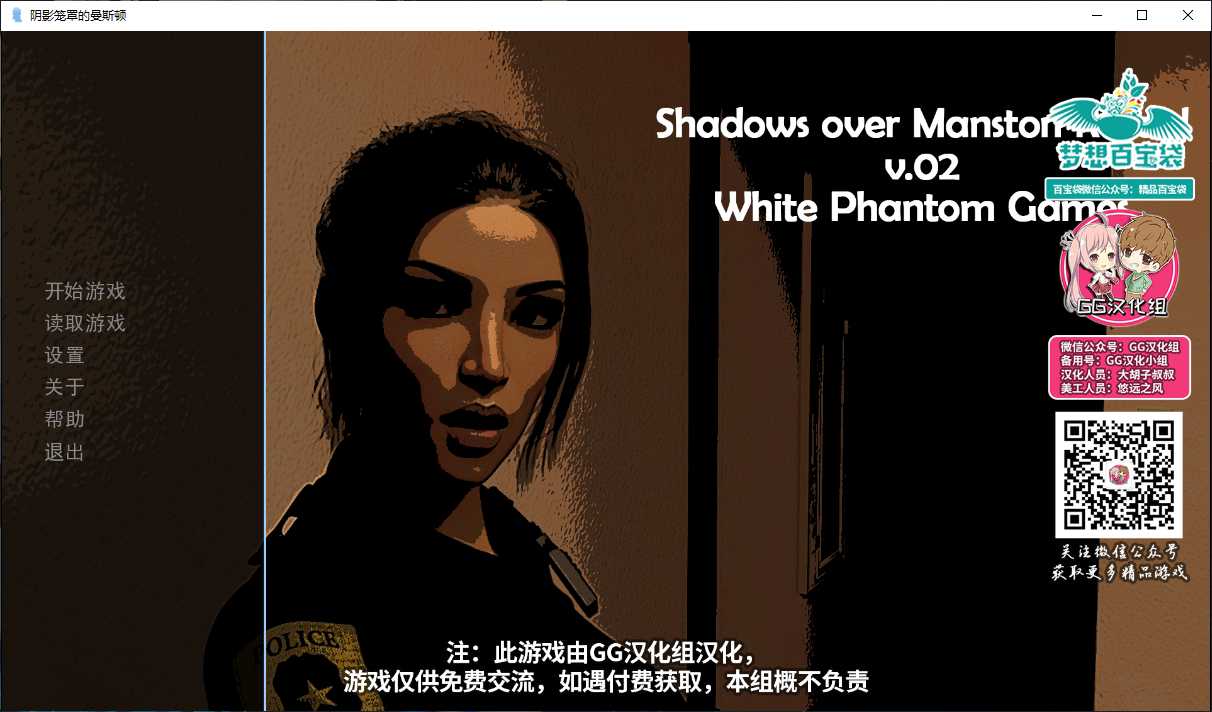 阴影笼罩的曼斯顿
Shadows over Manston
v.02
White Phantom Games
梦想百宝袋
百宝袋微信公众号：精品百宝袋
GG汉化组
微信公众号：GG汉化组
备用号：GG汉化小组
汉化人员：大胡子叔叔
美工人员：悠远之风
关注微信公众号
获取更多精品游戏
开始游戏
读取游戏
设置
关于
帮助
退出
POLICE
注：此游戏由GG汉化组汉化，
游戏仅供免费交流，如遇付费获取，本组概不负责